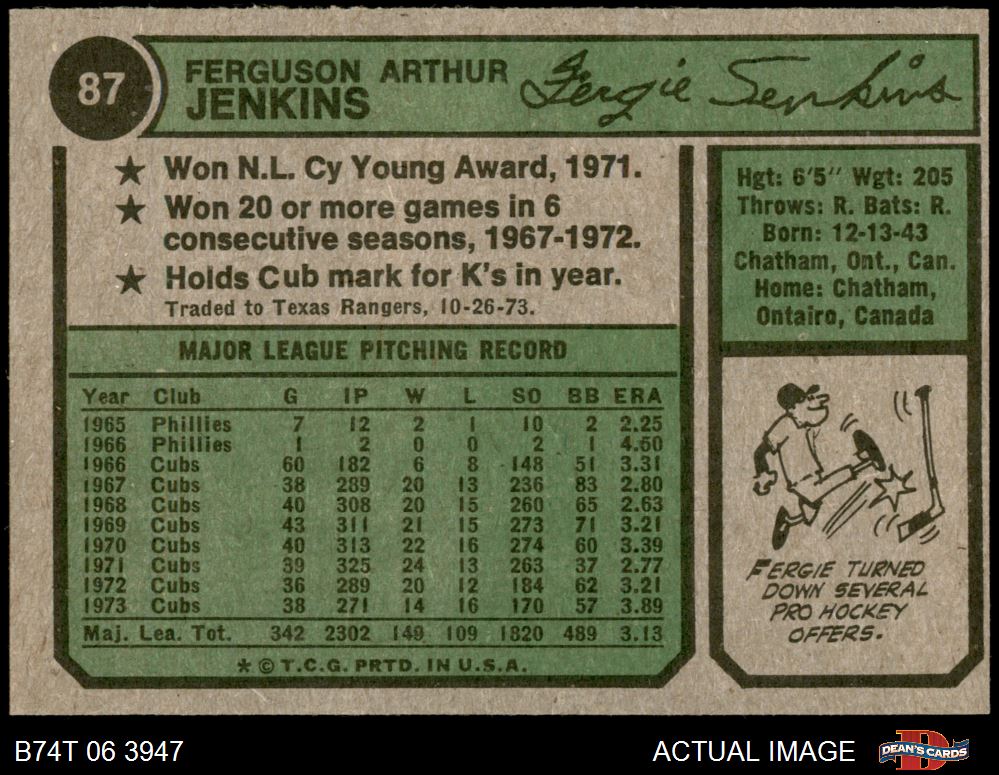 87
FERGUSON ARTHUR
JENKINS
Fergie Jenkins
★ Won N.L. Cy Young Award, 1971.
★ Won 20 or more games in 6
consecutive seasons, 1967-1972.
★ Holds Cub mark for K's in year.
Traded to Texas Rangers, 10-26-73.
MAJOR LEAGUE PITCHING RECORD
Year Club G IP W L SO BB ERA
1965 Phillies 7 12 2 1 10 2 2.25
1966 Phillies 1 2 0 0 2 1 4.50
1966 Cubs 60 182 6 8 148 51 3.31
1967 Cubs 38 289 20 13 236 83 2.80
1968 Cubs 40 308 20 15 260 65 2.63
1969 Cubs 43 311 21 15 273 71 3.21
1970 Cubs 40 313 22 16 274 60 3.39
1971 Cubs 39 325 24 13 263 37 2.77
1972 Cubs 36 289 20 12 184 62 3.21
1973 Cubs 38 271 14 16 170 57 3.89
Maj. Lea. Tot. 342 2302 149 109 1820 489 3.13
* © T.C.G. PRTD. IN U.S.A.
Hgt: 6'5" Wgt: 205
Throws: R. Bats: R.
Born: 12-13-43
Chatham, Ont., Can.
Home: Chatham,
Ontairo, Canada
FERGIE TURNED
DOWN SEVERAL
PRO HOCKEY
OFFERS.
B74T 06 3947
ACTUAL IMAGE
DEAN'S CARDS